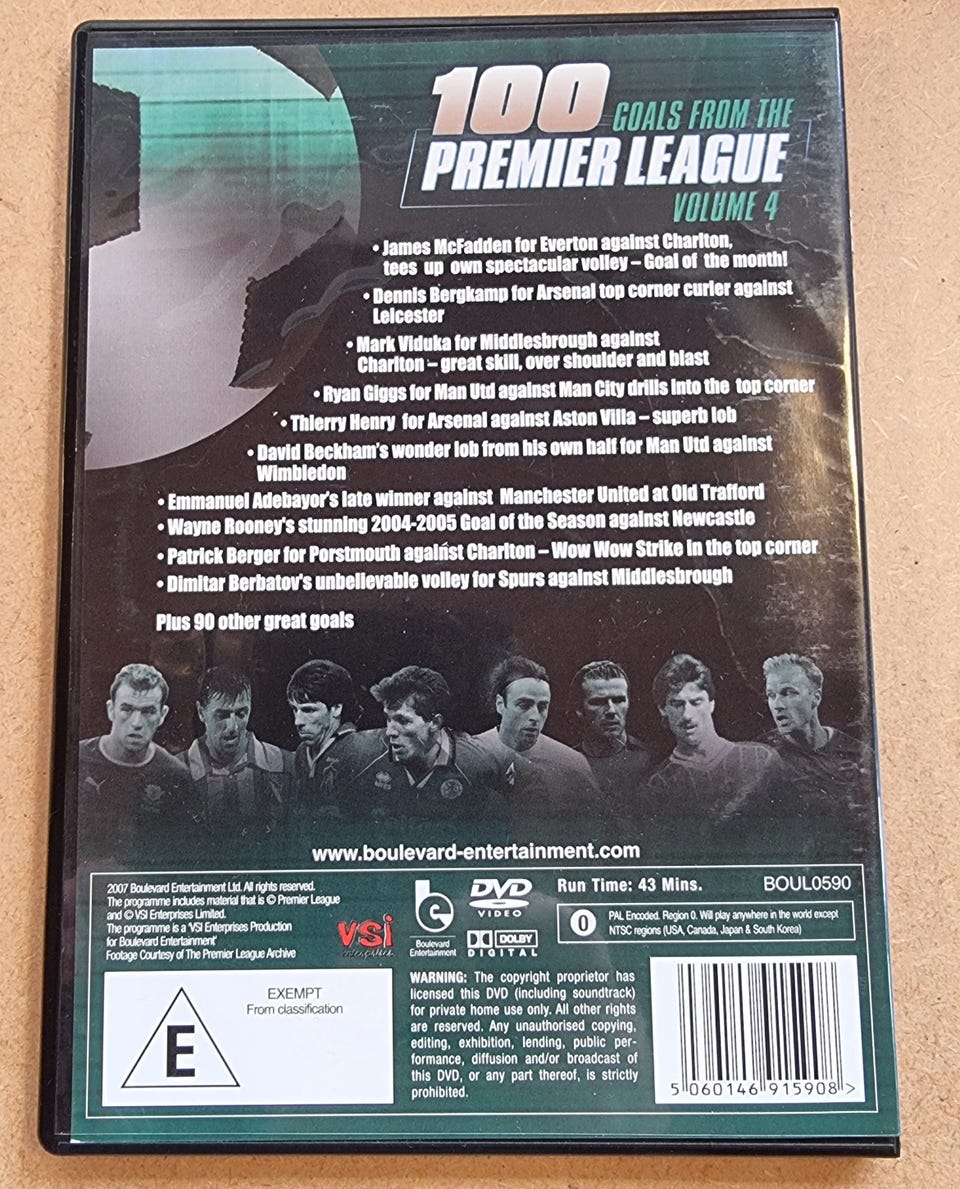 100 GOALS FROM THE
PREMIER LEAGUE
VOLUME 4
• James McFadden for Everton against Charlton,
tees up own spectacular volley – Goal of the month!
• Dennis Bergkamp for Arsenal top corner curler against
Leicester
• Mark Viduka for Middlesbrough against
Charlton – great skill, over shoulder and blast
• Ryan Giggs for Man Utd against Man City drills into the top corner
• Thierry Henry for Arsenal against Aston Villa – superb lob
• David Beckham's wonder lob from his own half for Man Utd against
Wimbledon
• Emmanuel Adebayor's late winner against Manchester United at Old Trafford
• Wayne Rooney's stunning 2004-2005 Goal of the Season against Newcastle
• Patrick Berger for Porstmouth against Charlton – Wow Wow Strike in the top corner
• Dimitar Berbatov's unbelievable volley for Spurs against Middlesbrough
Plus 90 other great goals
www.boulevard-entertainment.com
2007 Boulevard Entertainment Ltd. All rights reserved.
The programme includes material that is © Premier League
and © VSI Enterprises Limited.
The programme is a 'VSI Enterprises Production
for Boulevard Entertainment'
Footage Courtesy of The Premier League Archive
vsi
enterprises
Boulevard
Entertainment
DVD
VIDEO
DOLBY
DIGITAL
Run Time: 43 Mins.
BOUL0590
0
PAL Encoded. Region 0. Will play anywhere in the world except
NTSC regions (USA, Canada, Japan & South Korea)
E
EXEMPT
From classification
WARNING: The copyright proprietor has
licensed this DVD (including soundtrack)
for private home use only. All other rights
are reserved. Any unauthorised copying,
editing, exhibition, lending, public per-
formance, diffusion and/or broadcast of
this DVD, or any part thereof, is strictly
prohibited.
5 060146 915908 >